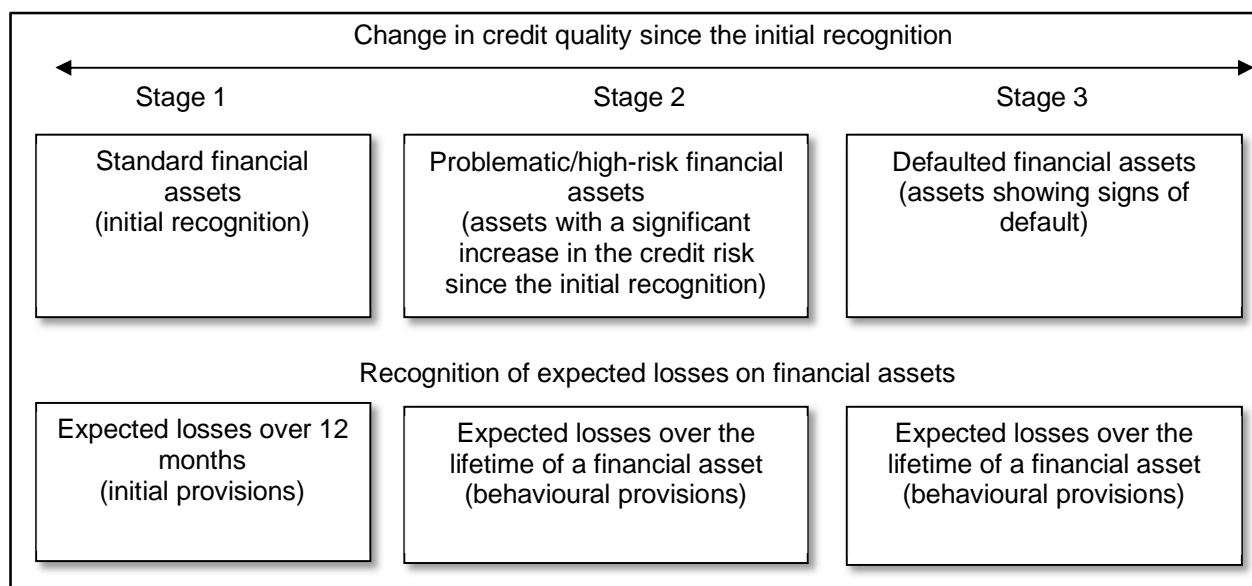 Change in credit quality since the initial recognition
Stage 1
Stage 2
Stage 3
Standard financial
assets
(initial recognition)
Problematic/high-risk financial
assets
(assets with a significant
increase in the credit risk
since the initial recognition)
Defaulted financial assets
(assets showing signs of
default)
Recognition of expected losses on financial assets
Expected losses over 12
months
(initial provisions)
Expected losses over the
lifetime of a financial asset
(behavioural provisions)
Expected losses over the
lifetime of a financial asset
(behavioural provisions)